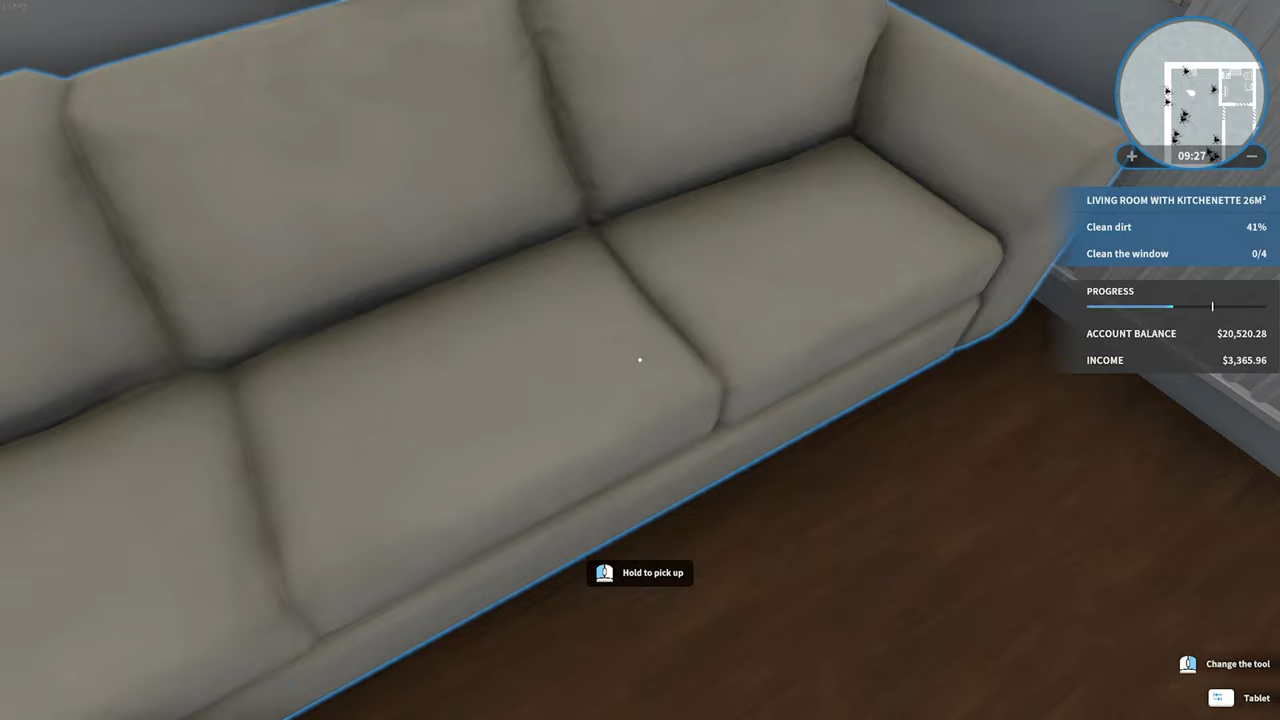 09:27
LIVING ROOM WITH KITCHENETTE 26M²
Clean dirt 41%
Clean the window 0/4
PROGRESS
ACCOUNT BALANCE $20,520.28
INCOME $3,365.96
Hold to pick up
Change the tool
Tablet